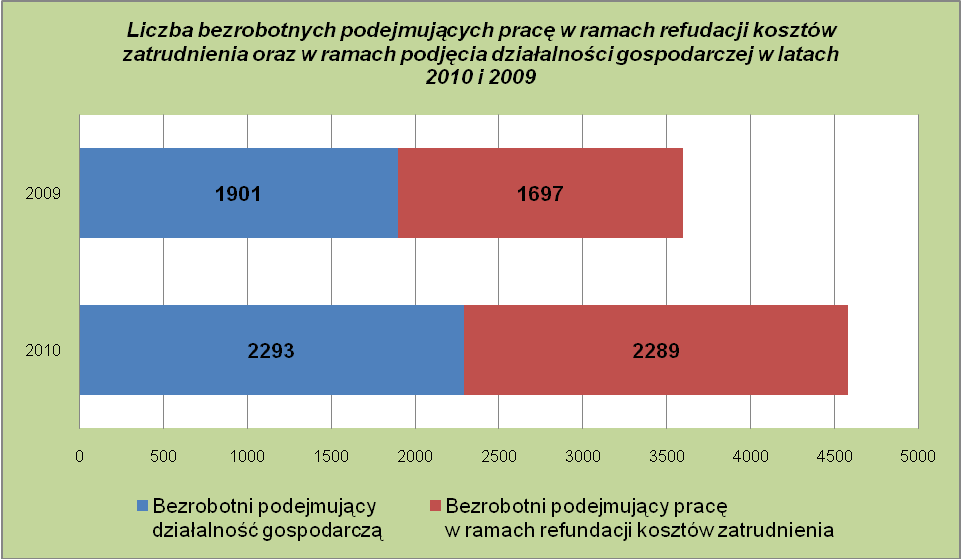 Liczba bezrobotnych podejmujących pracę w ramach refudacji kosztów
zatrudnienia oraz w ramach podjęcia działalności gospodarczej w latach
2010 i 2009
2009
1901
1697
2010
2293
2289
0 500 1000 1500 2000 2500 3000 3500 4000 4500 5000
Bezrobotni podejmujący
działalność gospodarczą
Bezrobotni podejmujący pracę
w ramach refundacji kosztów zatrudnienia